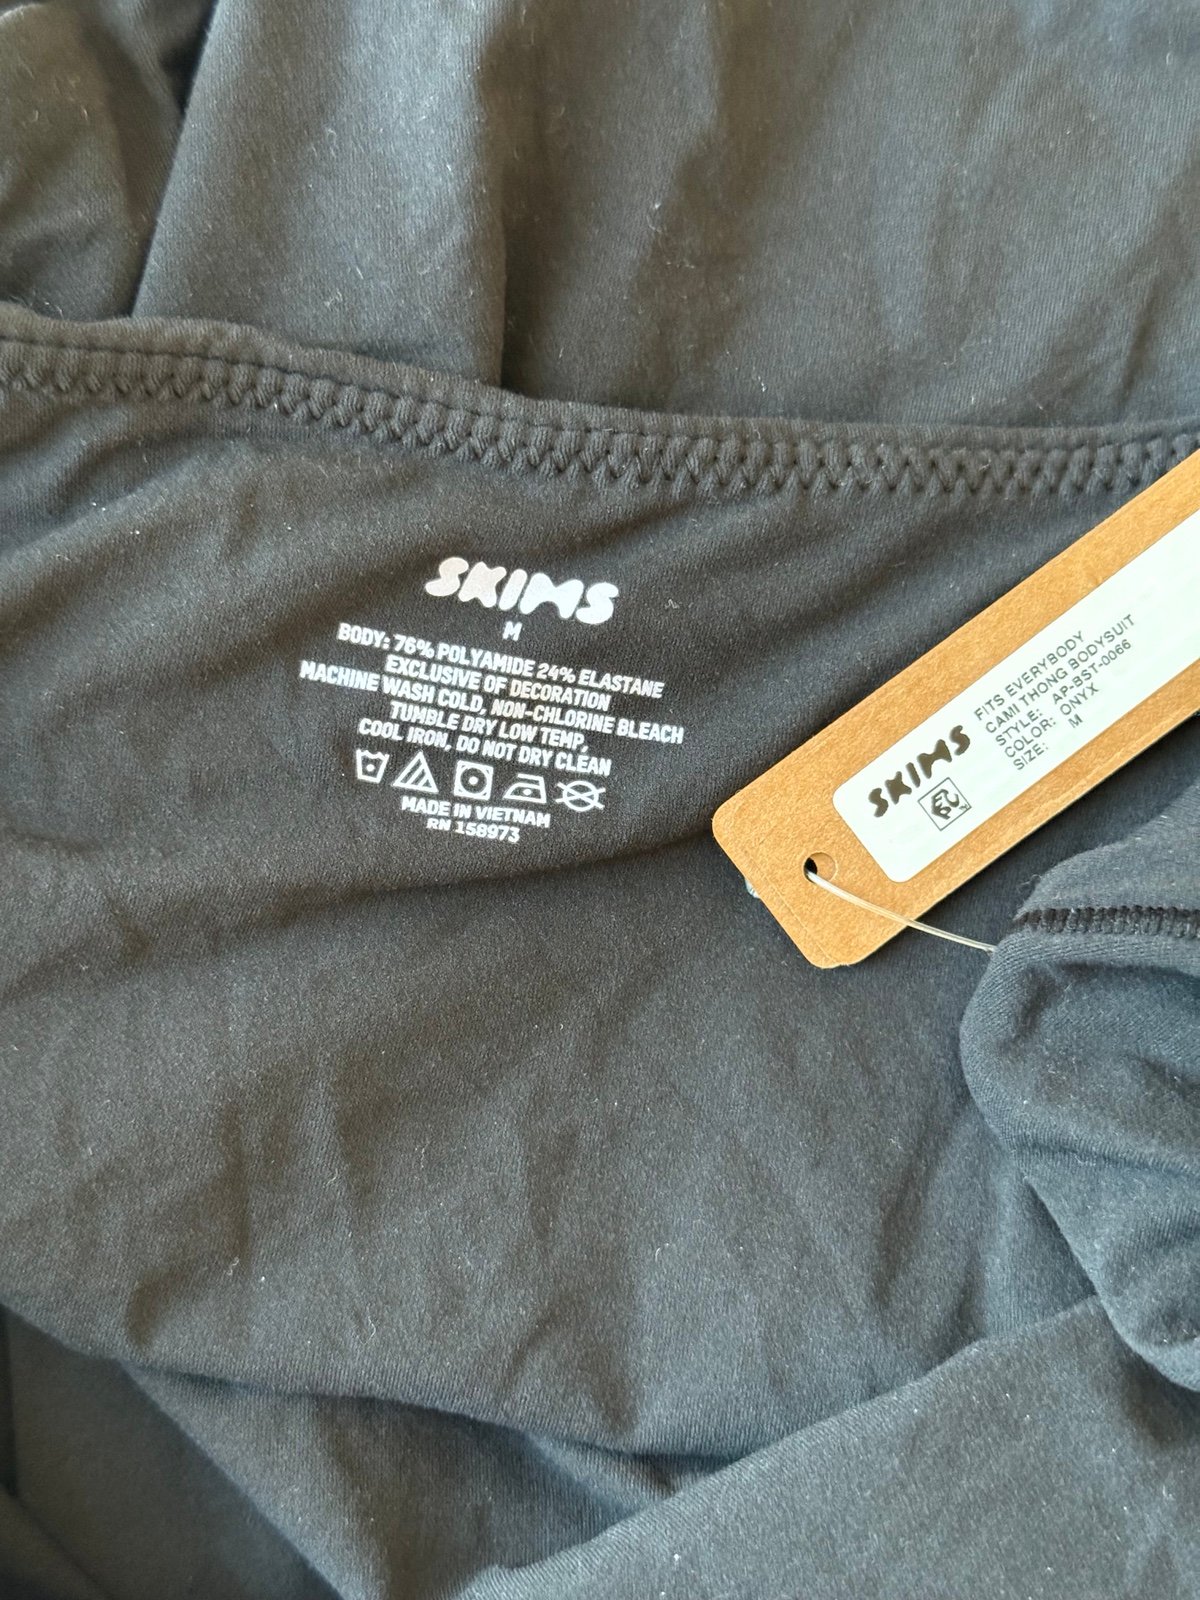 SKIMS
M
BODY: 76% POLYAMIDE 24% ELASTANE
EXCLUSIVE OF DECORATION
MACHINE WASH COLD, NON-CHLORINE BLEACH
TUMBLE DRY LOW TEMP,
COOL IRON, DO NOT DRY CLEAN
MADE IN VIETNAM
RN 158973
SKIMS
FITS EVERYBODY
CAMI THONG BODYSUIT
STYLE: AP-BST-0066
COLOR: ONYX
SIZE: M